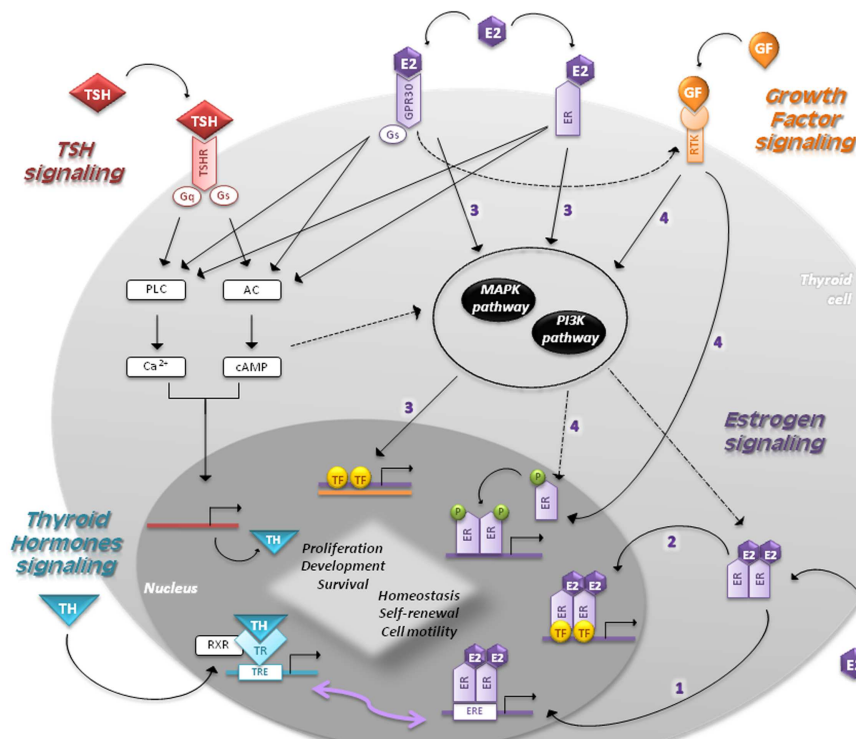 E2
E2
E2
GF
GF
TSH
TSH
TSHR
Gq
Gs
GPR30
Gs
ER
RTK
Growth
Factor
signaling
TSH
signaling
3
3
4
PLC
AC
MAPK
pathway
PI3K
pathway
Thyroid
cell
Ca2+
cAMP
4
3
4
Estrogen
signaling
TF TF
P
ER
P P
ER ER
Thyroid
Hormones
signaling
TH
TH
Nucleus
Proliferation
Development
Survival
Homeostasis
Self-renewal
Cell motility
2
E2 E2
ER ER
E2 E2
ER ER
TF TF
E2
TH
RXR
TR
TRE
E2 E2
ER ER
ERE
1